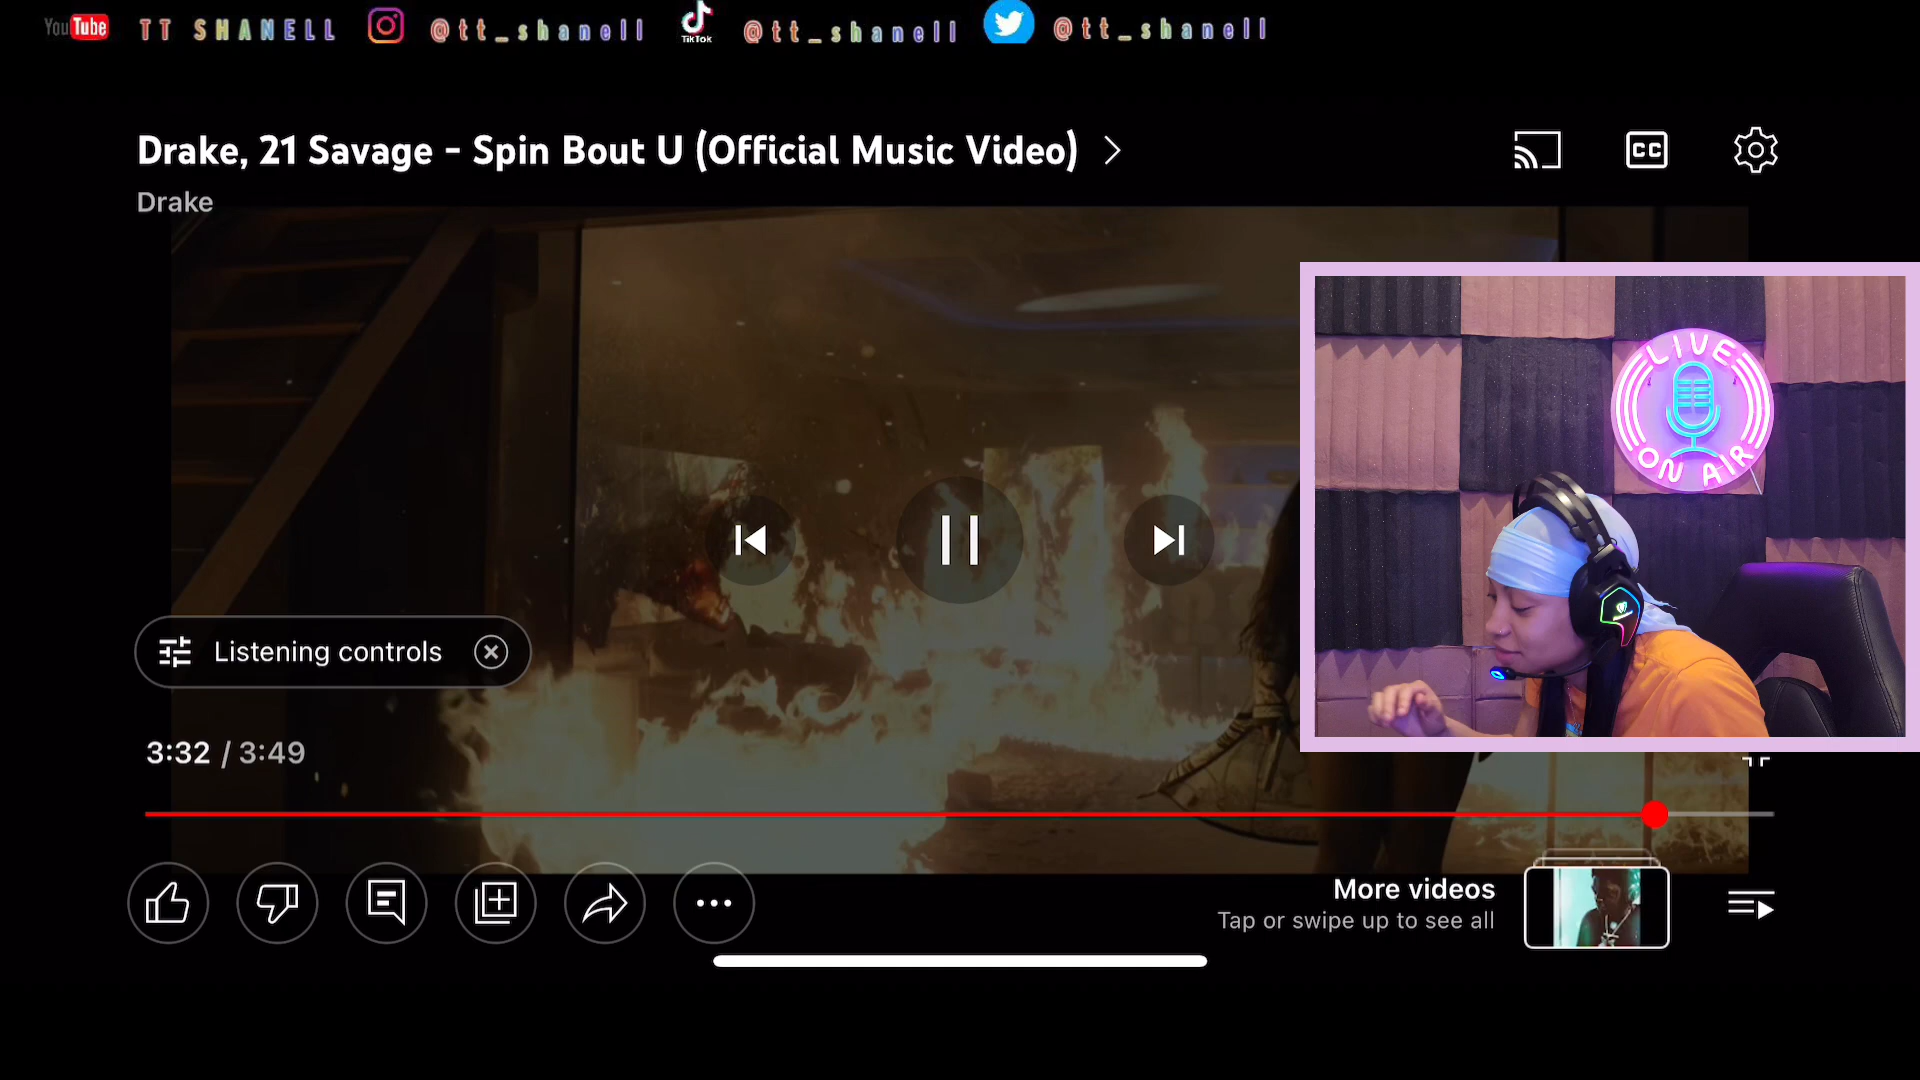 YouTube TT SHANELL @tt_shanell TikTok @tt_shanell @tt_shanell
Drake, 21 Savage - Spin Bout U (Official Music Video)
CC
Drake
LIVE
ON AIR
Listening controls
3:32 / 3:49
More videos
Tap or swipe up to see all